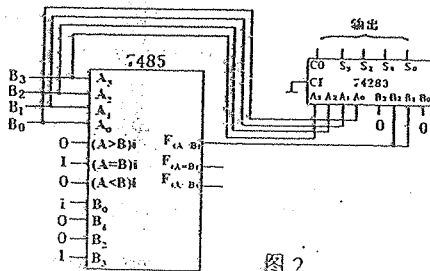 输出
7485
CO S₃ S₂ S₁ S₀
CI 74283
A₃ A₂ A₁ A₀ B₃ B₂ B₁ B₀
0 0
B₃ A₃
B₂ A₂
B₁ A₁
B₀ A₀
0 (A>B)i
1 (A=B)i
0 (A<B)i
F(A=B)
1 B₀
0 B₁
0 B₂
1 B₃
图 2